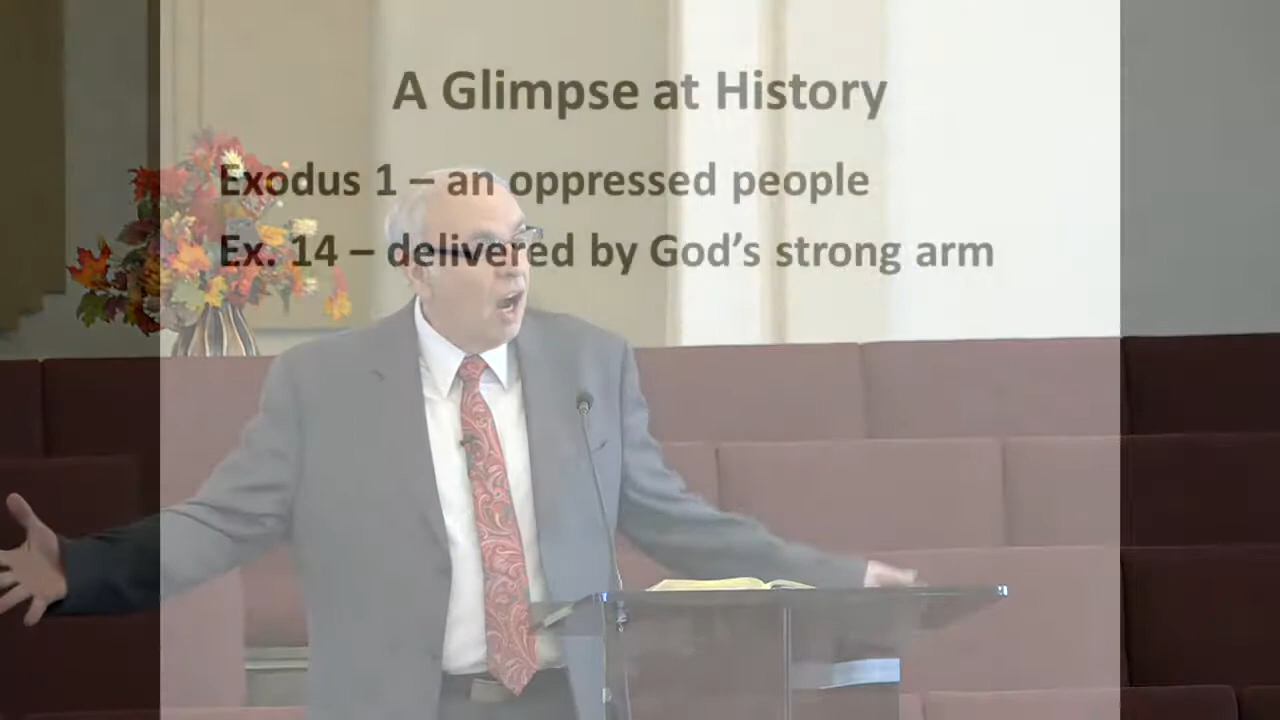 A Glimpse at History
Exodus 1 – an oppressed people
Ex. 14 – delivered by God’s strong arm